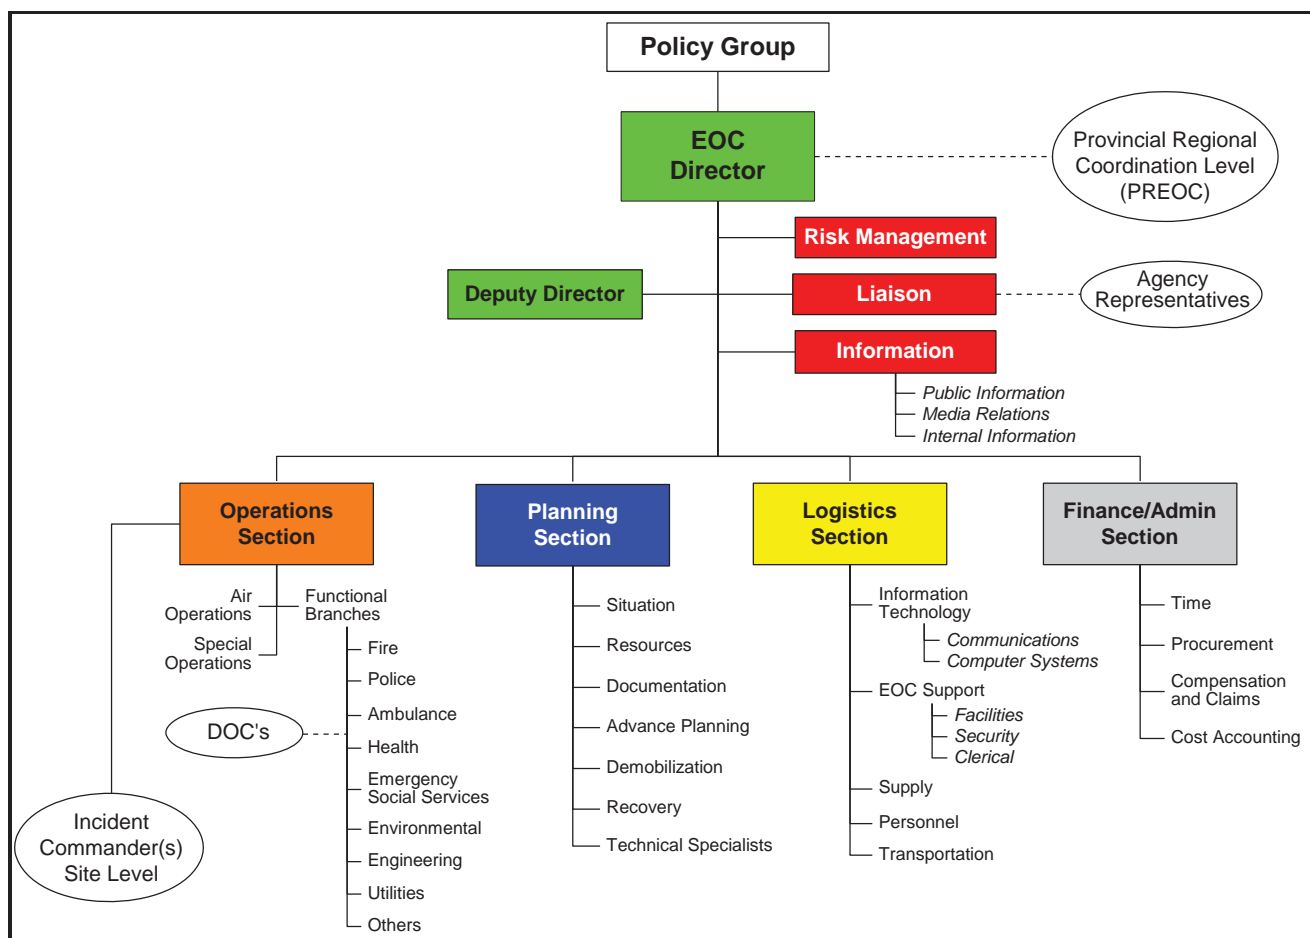 Policy Group
EOC
Director
Provincial Regional
Coordination Level
(PREOC)
Risk Management
Deputy Director
Liaison
Agency
Representatives
Information
Public Information
Media Relations
Internal Information
Operations
Section
Planning
Section
Logistics
Section
Finance/Admin
Section
Air
Operations
Special
Operations
Functional
Branches
Fire
Police
Ambulance
Health
Emergency
Social Services
Environmental
Engineering
Utilities
Others
DOC's
Incident
Commander(s)
Site Level
Situation
Resources
Documentation
Advance Planning
Demobilization
Recovery
Technical Specialists
Information
Technology
Communications
Computer Systems
EOC Support
Facilities
Security
Clerical
Supply
Personnel
Transportation
Time
Procurement
Compensation
and Claims
Cost Accounting